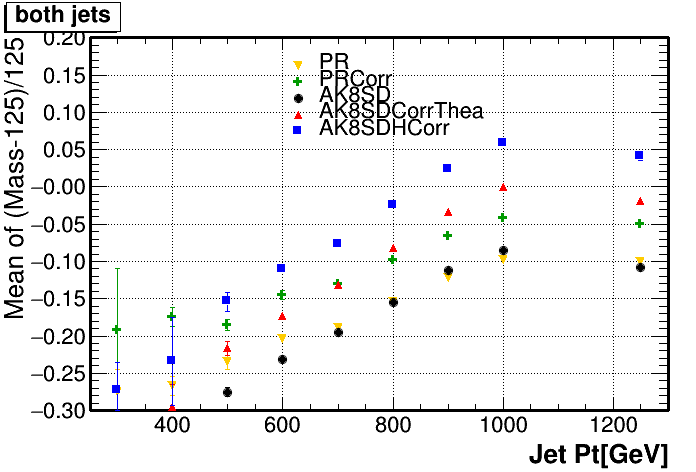 both jets
0.20
0.15
0.10
0.05
−0.00
−0.05
−0.10
−0.15
−0.20
−0.25
−0.30
Mean of (Mass-125)/125
PR
PRCorr
AK8SD
AK8SDCorrThea
AK8SDHCorr
400
600
800
1000
1200
Jet Pt[GeV]